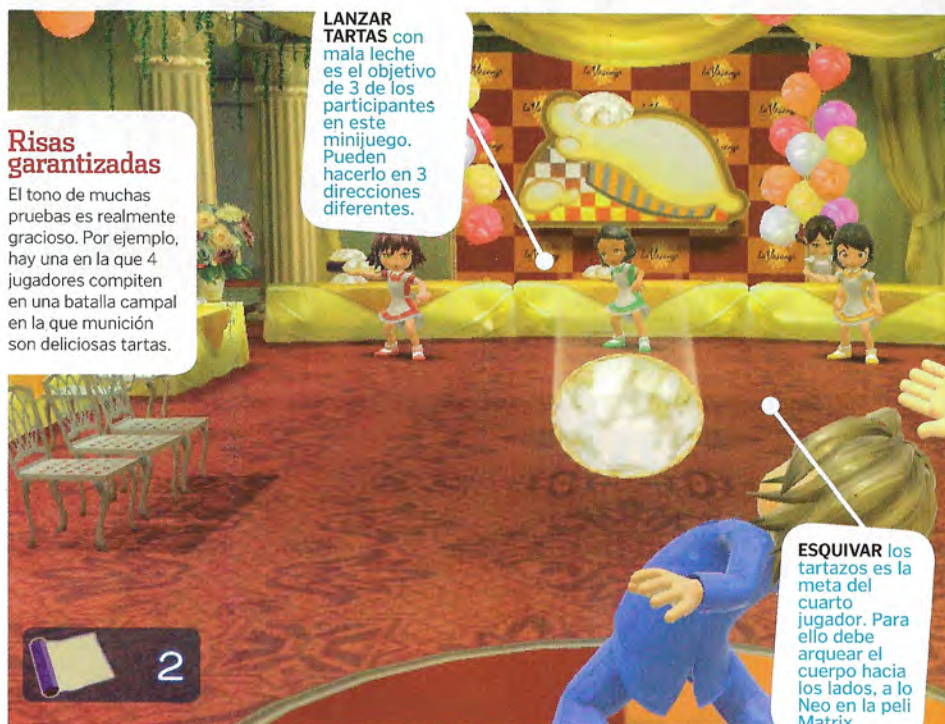 LANZAR
TARTAS con
mala leche
es el objetivo
de 3 de los
participantes
en este
minijuego.
Pueden
hacerlo en 3
direcciones
diferentes.
Risas
garantizadas
El tono de muchas
pruebas es realmente
gracioso. Por ejemplo,
hay una en la que 4
jugadores compiten
en una batalla campal
en la que munición
son deliciosas tartas.
ESQUIVAR los
tartazos es la
meta del
cuarto
jugador. Para
ello debe
arquear el
cuerpo hacia
los lados, a lo
Neo en la peli
Matrix
2